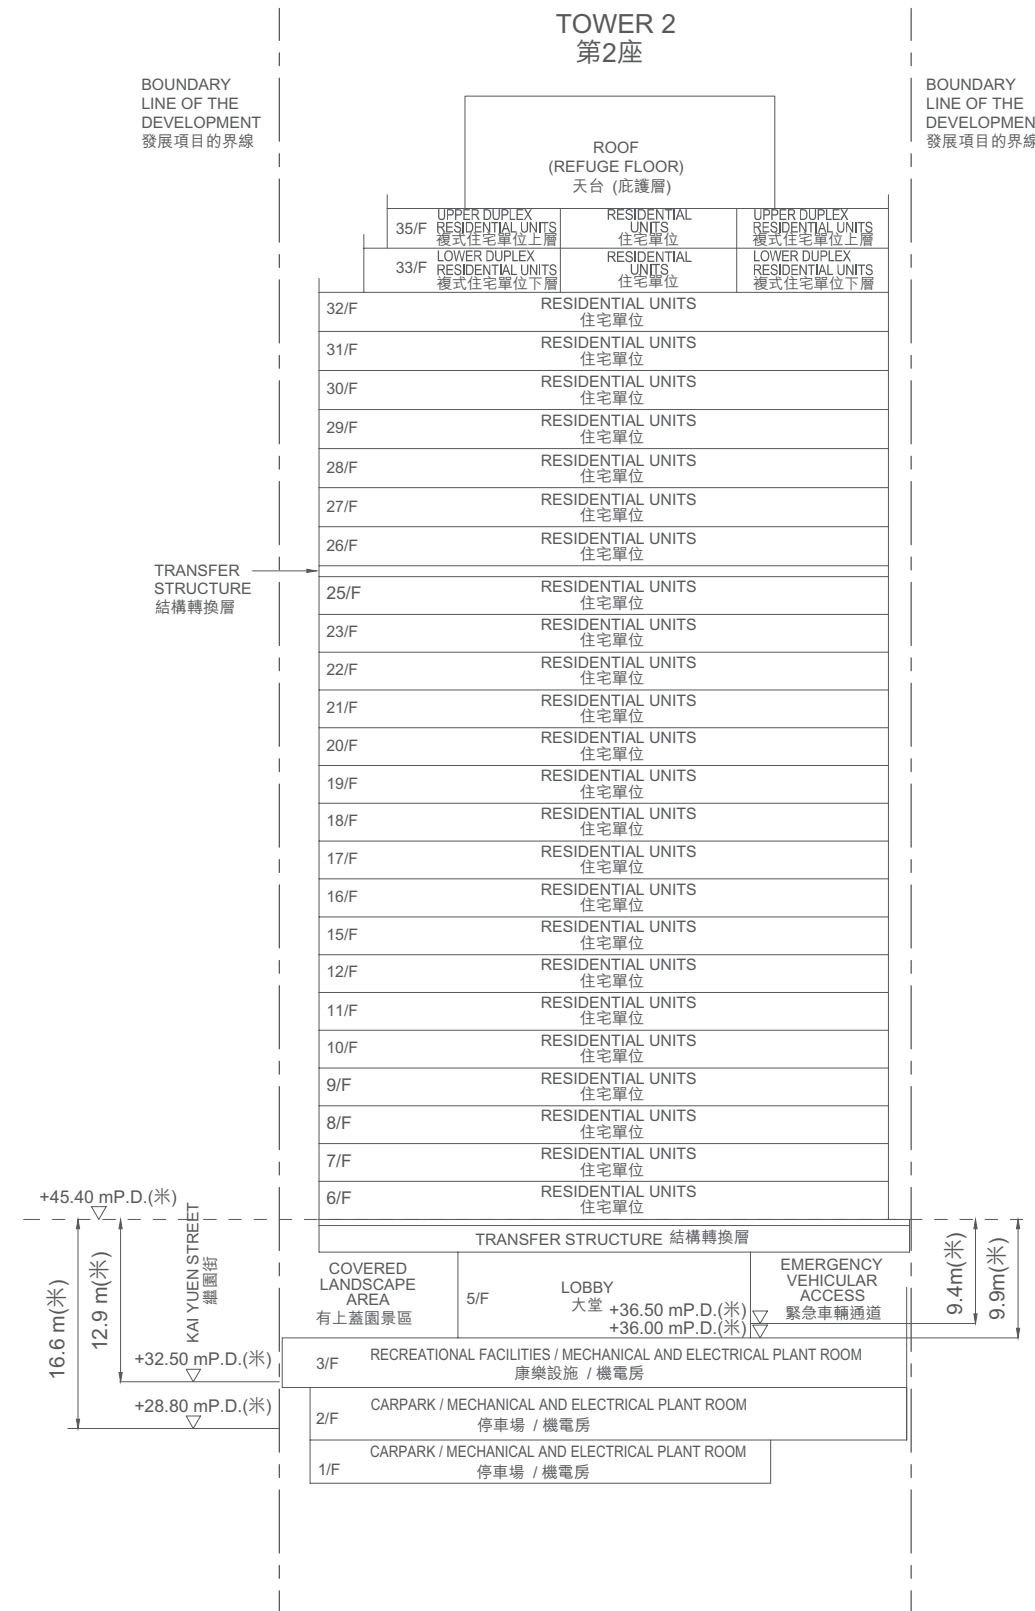 TOWER 2
第2座
BOUNDARY
LINE OF THE
DEVELOPMENT
發展項目的界線
BOUNDARY
LINE OF THE
DEVELOPMEN
發展項目的界線
ROOF
(REFUGE FLOOR)
天台 (庇護層)
35/F
UPPER DUPLEX
RESIDENTIAL UNITS
複式住宅單位上層
RESIDENTIAL
UNITS
住宅單位
UPPER DUPLEX
RESIDENTIAL UNITS
複式住宅單位上層
33/F
LOWER DUPLEX
RESIDENTIAL UNITS
複式住宅單位下層
RESIDENTIAL
UNITS
住宅單位
LOWER DUPLEX
RESIDENTIAL UNITS
複式住宅單位下層
32/F RESIDENTIAL UNITS
住宅單位
31/F RESIDENTIAL UNITS
住宅單位
30/F RESIDENTIAL UNITS
住宅單位
29/F RESIDENTIAL UNITS
住宅單位
28/F RESIDENTIAL UNITS
住宅單位
27/F RESIDENTIAL UNITS
住宅單位
26/F RESIDENTIAL UNITS
住宅單位
TRANSFER
STRUCTURE
結構轉換層
25/F RESIDENTIAL UNITS
住宅單位
23/F RESIDENTIAL UNITS
住宅單位
22/F RESIDENTIAL UNITS
住宅單位
21/F RESIDENTIAL UNITS
住宅單位
20/F RESIDENTIAL UNITS
住宅單位
19/F RESIDENTIAL UNITS
住宅單位
18/F RESIDENTIAL UNITS
住宅單位
17/F RESIDENTIAL UNITS
住宅單位
16/F RESIDENTIAL UNITS
住宅單位
15/F RESIDENTIAL UNITS
住宅單位
12/F RESIDENTIAL UNITS
住宅單位
11/F RESIDENTIAL UNITS
住宅單位
10/F RESIDENTIAL UNITS
住宅單位
9/F RESIDENTIAL UNITS
住宅單位
8/F RESIDENTIAL UNITS
住宅單位
7/F RESIDENTIAL UNITS
住宅單位
6/F RESIDENTIAL UNITS
住宅單位
+45.40 mP.D.(米)
TRANSFER STRUCTURE 結構轉換層
16.6 m(米)
12.9 m(米)
KAI YUEN STREET
繼園街
COVERED
LANDSCAPE
AREA
有上蓋園景區
5/F
LOBBY
大堂
+36.50 mP.D.(米)
+36.00 mP.D.(米)
EMERGENCY
VEHICULAR
ACCESS
緊急車輛通道
9.4m(米)
9.9m(米)
+32.50 mP.D.(米)
3/F RECREATIONAL FACILITIES / MECHANICAL AND ELECTRICAL PLANT ROOM
康樂設施 / 機電房
+28.80 mP.D.(米)
2/F CARPARK / MECHANICAL AND ELECTRICAL PLANT ROOM
停車場 / 機電房
1/F CARPARK / MECHANICAL AND ELECTRICAL PLANT ROOM
停車場 / 機電房